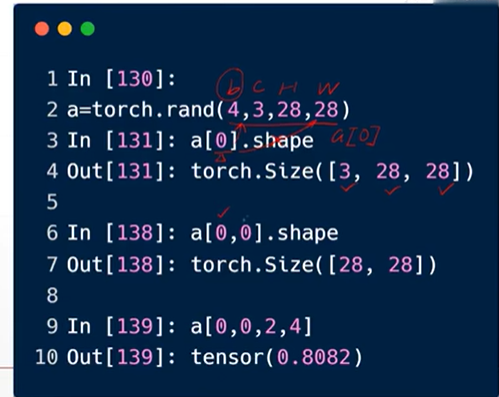 1 In [130]:
b C H W
2 a=torch.rand(4,3,28,28)
3 In [131]: a[0].shape a[0]
4 Out[131]: torch.Size([3, 28, 28])
5
6 In [138]: a[0,0].shape
7 Out[138]: torch.Size([28, 28])
8
9 In [139]: a[0,0,2,4]
10 Out[139]: tensor(0.8082)